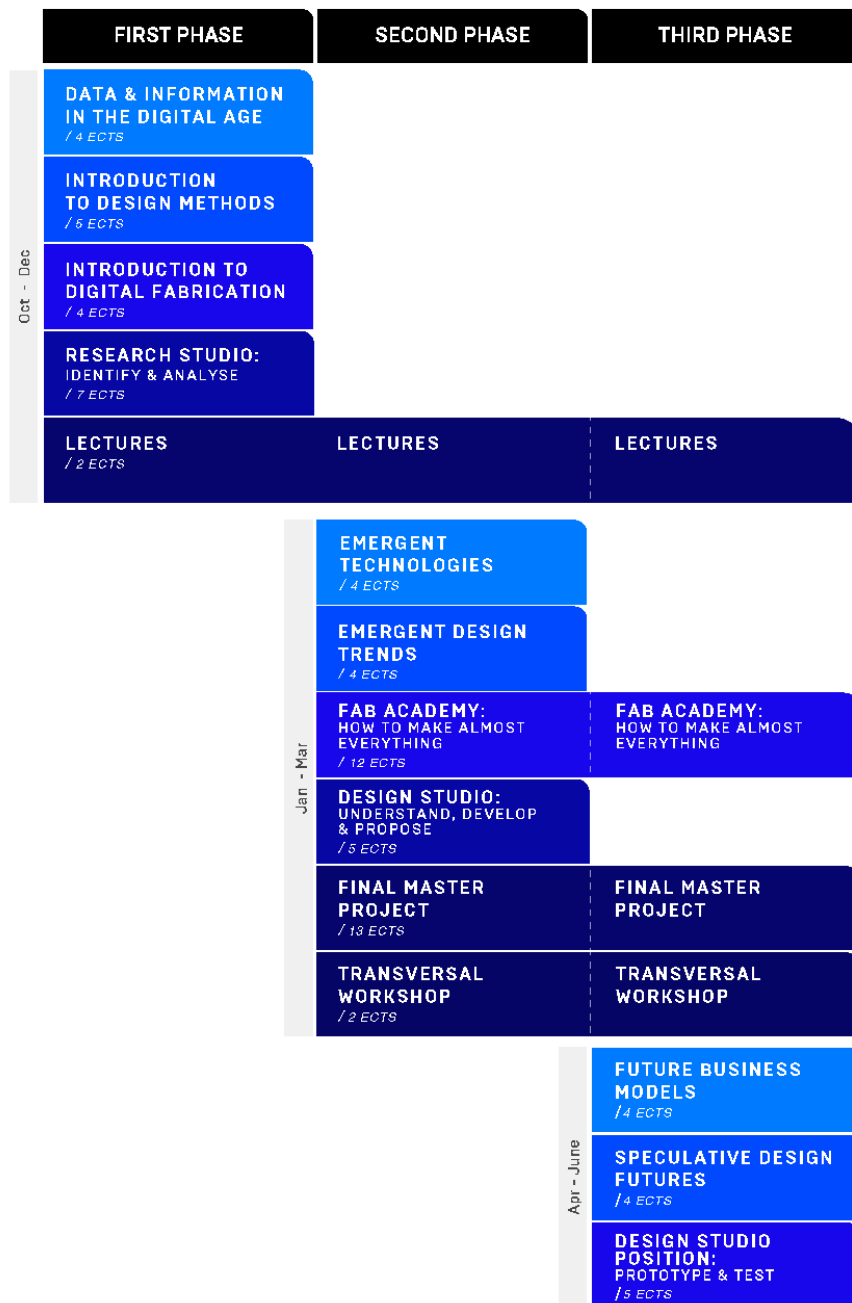 FIRST PHASE
SECOND PHASE
THIRD PHASE
Oct - Dec
DATA & INFORMATION
IN THE DIGITAL AGE
/ 4 ECTS
INTRODUCTION
TO DESIGN METHODS
/ 5 ECTS
INTRODUCTION TO
DIGITAL FABRICATION
/ 4 ECTS
RESEARCH STUDIO:
IDENTIFY & ANALYSE
/ 7 ECTS
LECTURES
/ 2 ECTS
LECTURES
LECTURES
Jan - Mar
EMERGENT
TECHNOLOGIES
/ 4 ECTS
EMERGENT DESIGN
TRENDS
/ 4 ECTS
FAB ACADEMY:
HOW TO MAKE ALMOST
EVERYTHING
/ 12 ECTS
FAB ACADEMY:
HOW TO MAKE ALMOST
EVERYTHING
DESIGN STUDIO:
UNDERSTAND, DEVELOP
& PROPOSE
/ 5 ECTS
FINAL MASTER
PROJECT
/ 13 ECTS
FINAL MASTER
PROJECT
TRANSVERSAL
WORKSHOP
/ 2 ECTS
TRANSVERSAL
WORKSHOP
Apr - June
FUTURE BUSINESS
MODELS
/ 4 ECTS
SPECULATIVE DESIGN
FUTURES
/ 4 ECTS
DESIGN STUDIO
POSITION:
PROTOTYPE & TEST
/ 5 ECTS